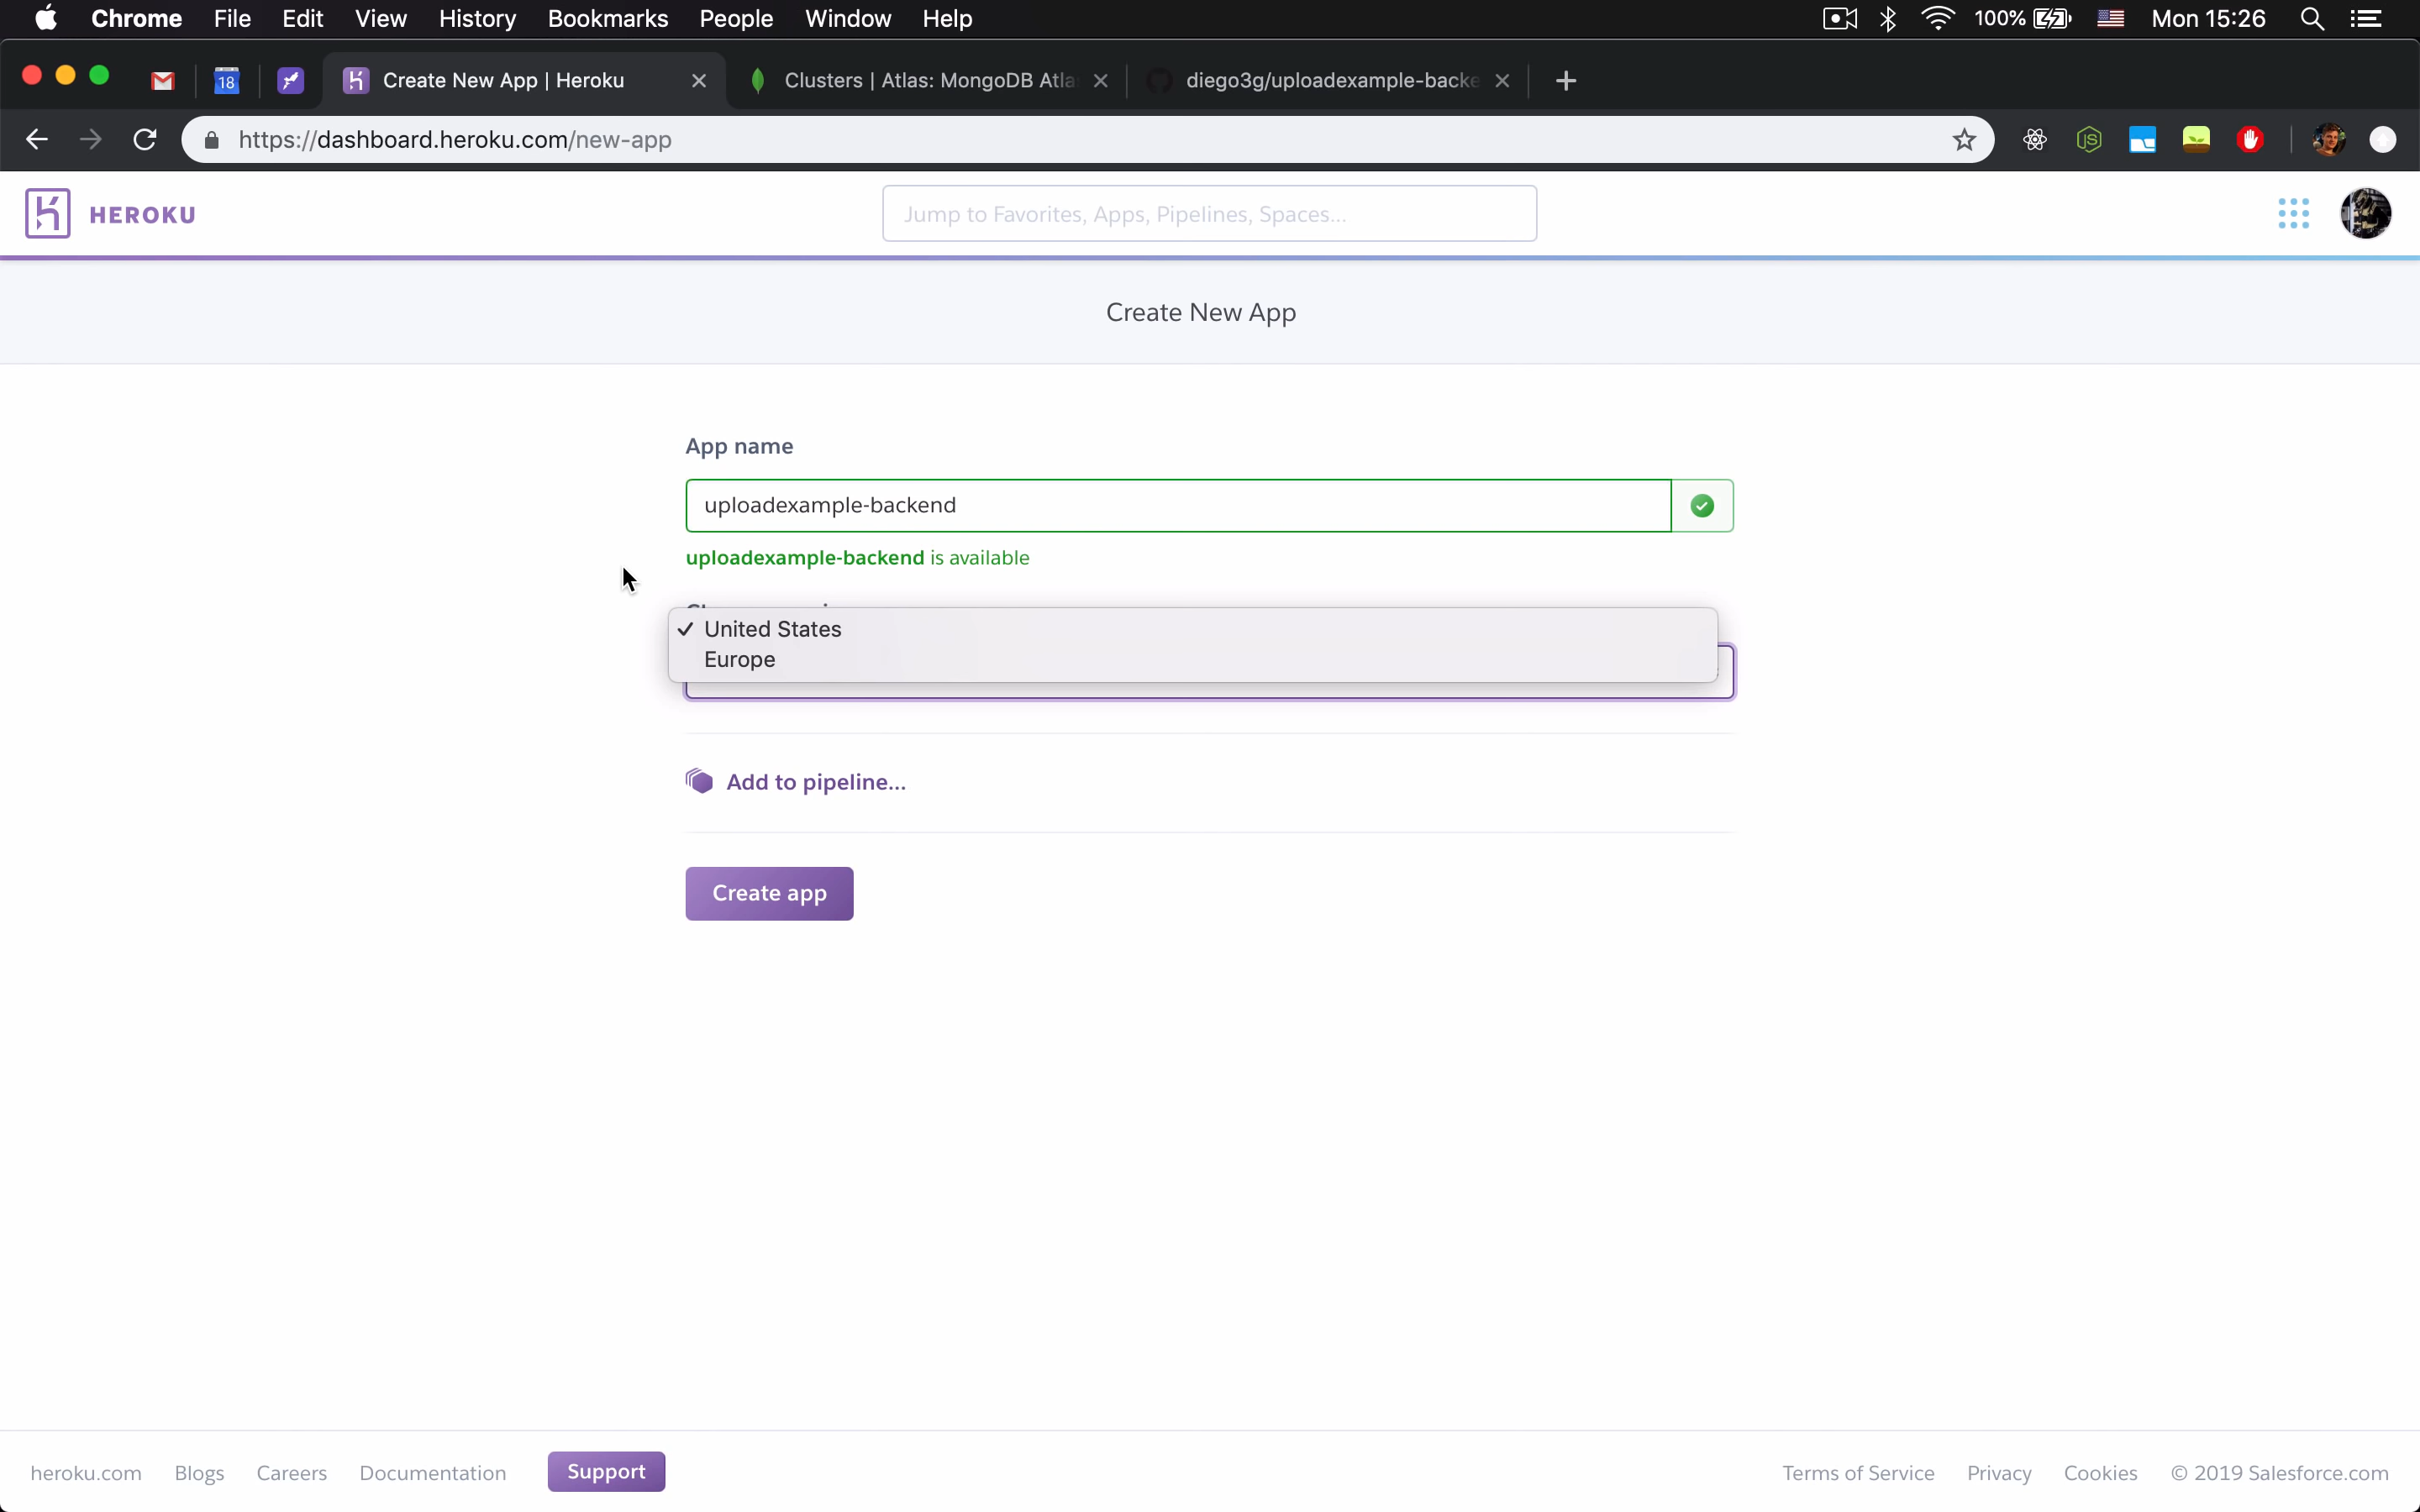 Chrome File Edit View History Bookmarks People Window Help 100% Mon 15:26
18 Create New App | Heroku Clusters | Atlas: MongoDB Atla diego3g/uploadexample-backe
https://dashboard.heroku.com/new-app
HEROKU Jump to Favorites, Apps, Pipelines, Spaces...
Create New App
App name
uploadexample-backend
uploadexample-backend is available
United States
Europe
Add to pipeline...
Create app
heroku.com Blogs Careers Documentation Support Terms of Service Privacy Cookies © 2019 Salesforce.com